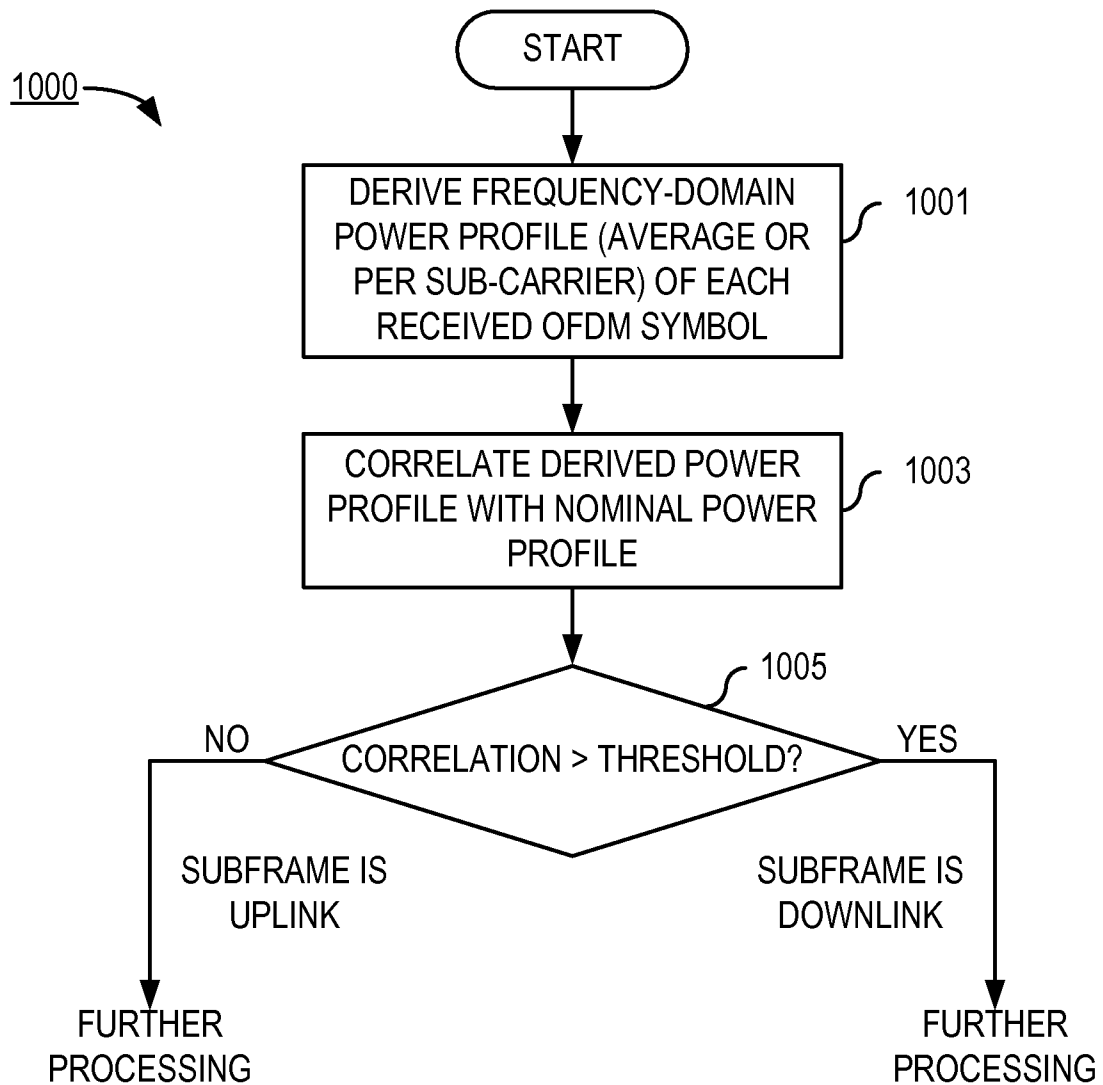 START
1000
DERIVE FREQUENCY-DOMAIN
POWER PROFILE (AVERAGE OR
PER SUB-CARRIER) OF EACH
RECEIVED OFDM SYMBOL
1001
CORRELATE DERIVED POWER
PROFILE WITH NOMINAL POWER
PROFILE
1003
1005
NO
CORRELATION > THRESHOLD?
YES
SUBFRAME IS
UPLINK
SUBFRAME IS
DOWNLINK
FURTHER
PROCESSING
FURTHER
PROCESSING